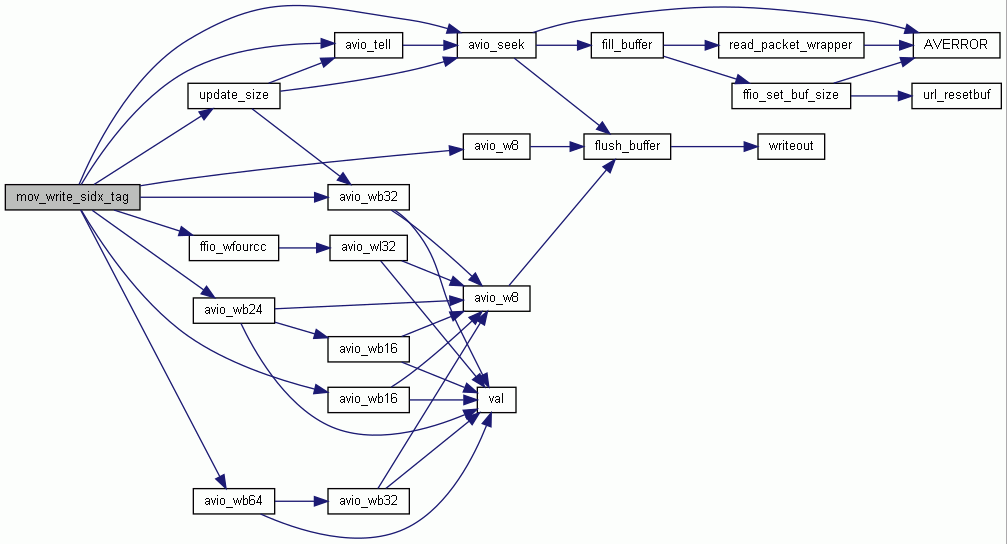 avio_tell
avio_seek
fill_buffer
read_packet_wrapper
AVERROR
update_size
ffio_set_buf_size
url_resetbuf
avio_w8
flush_buffer
writeout
mov_write_sidx_tag
avio_wb32
ffio_wfourcc
avio_wl32
avio_wb24
avio_w8
avio_wb16
avio_wb16
val
avio_wb64
avio_wb32